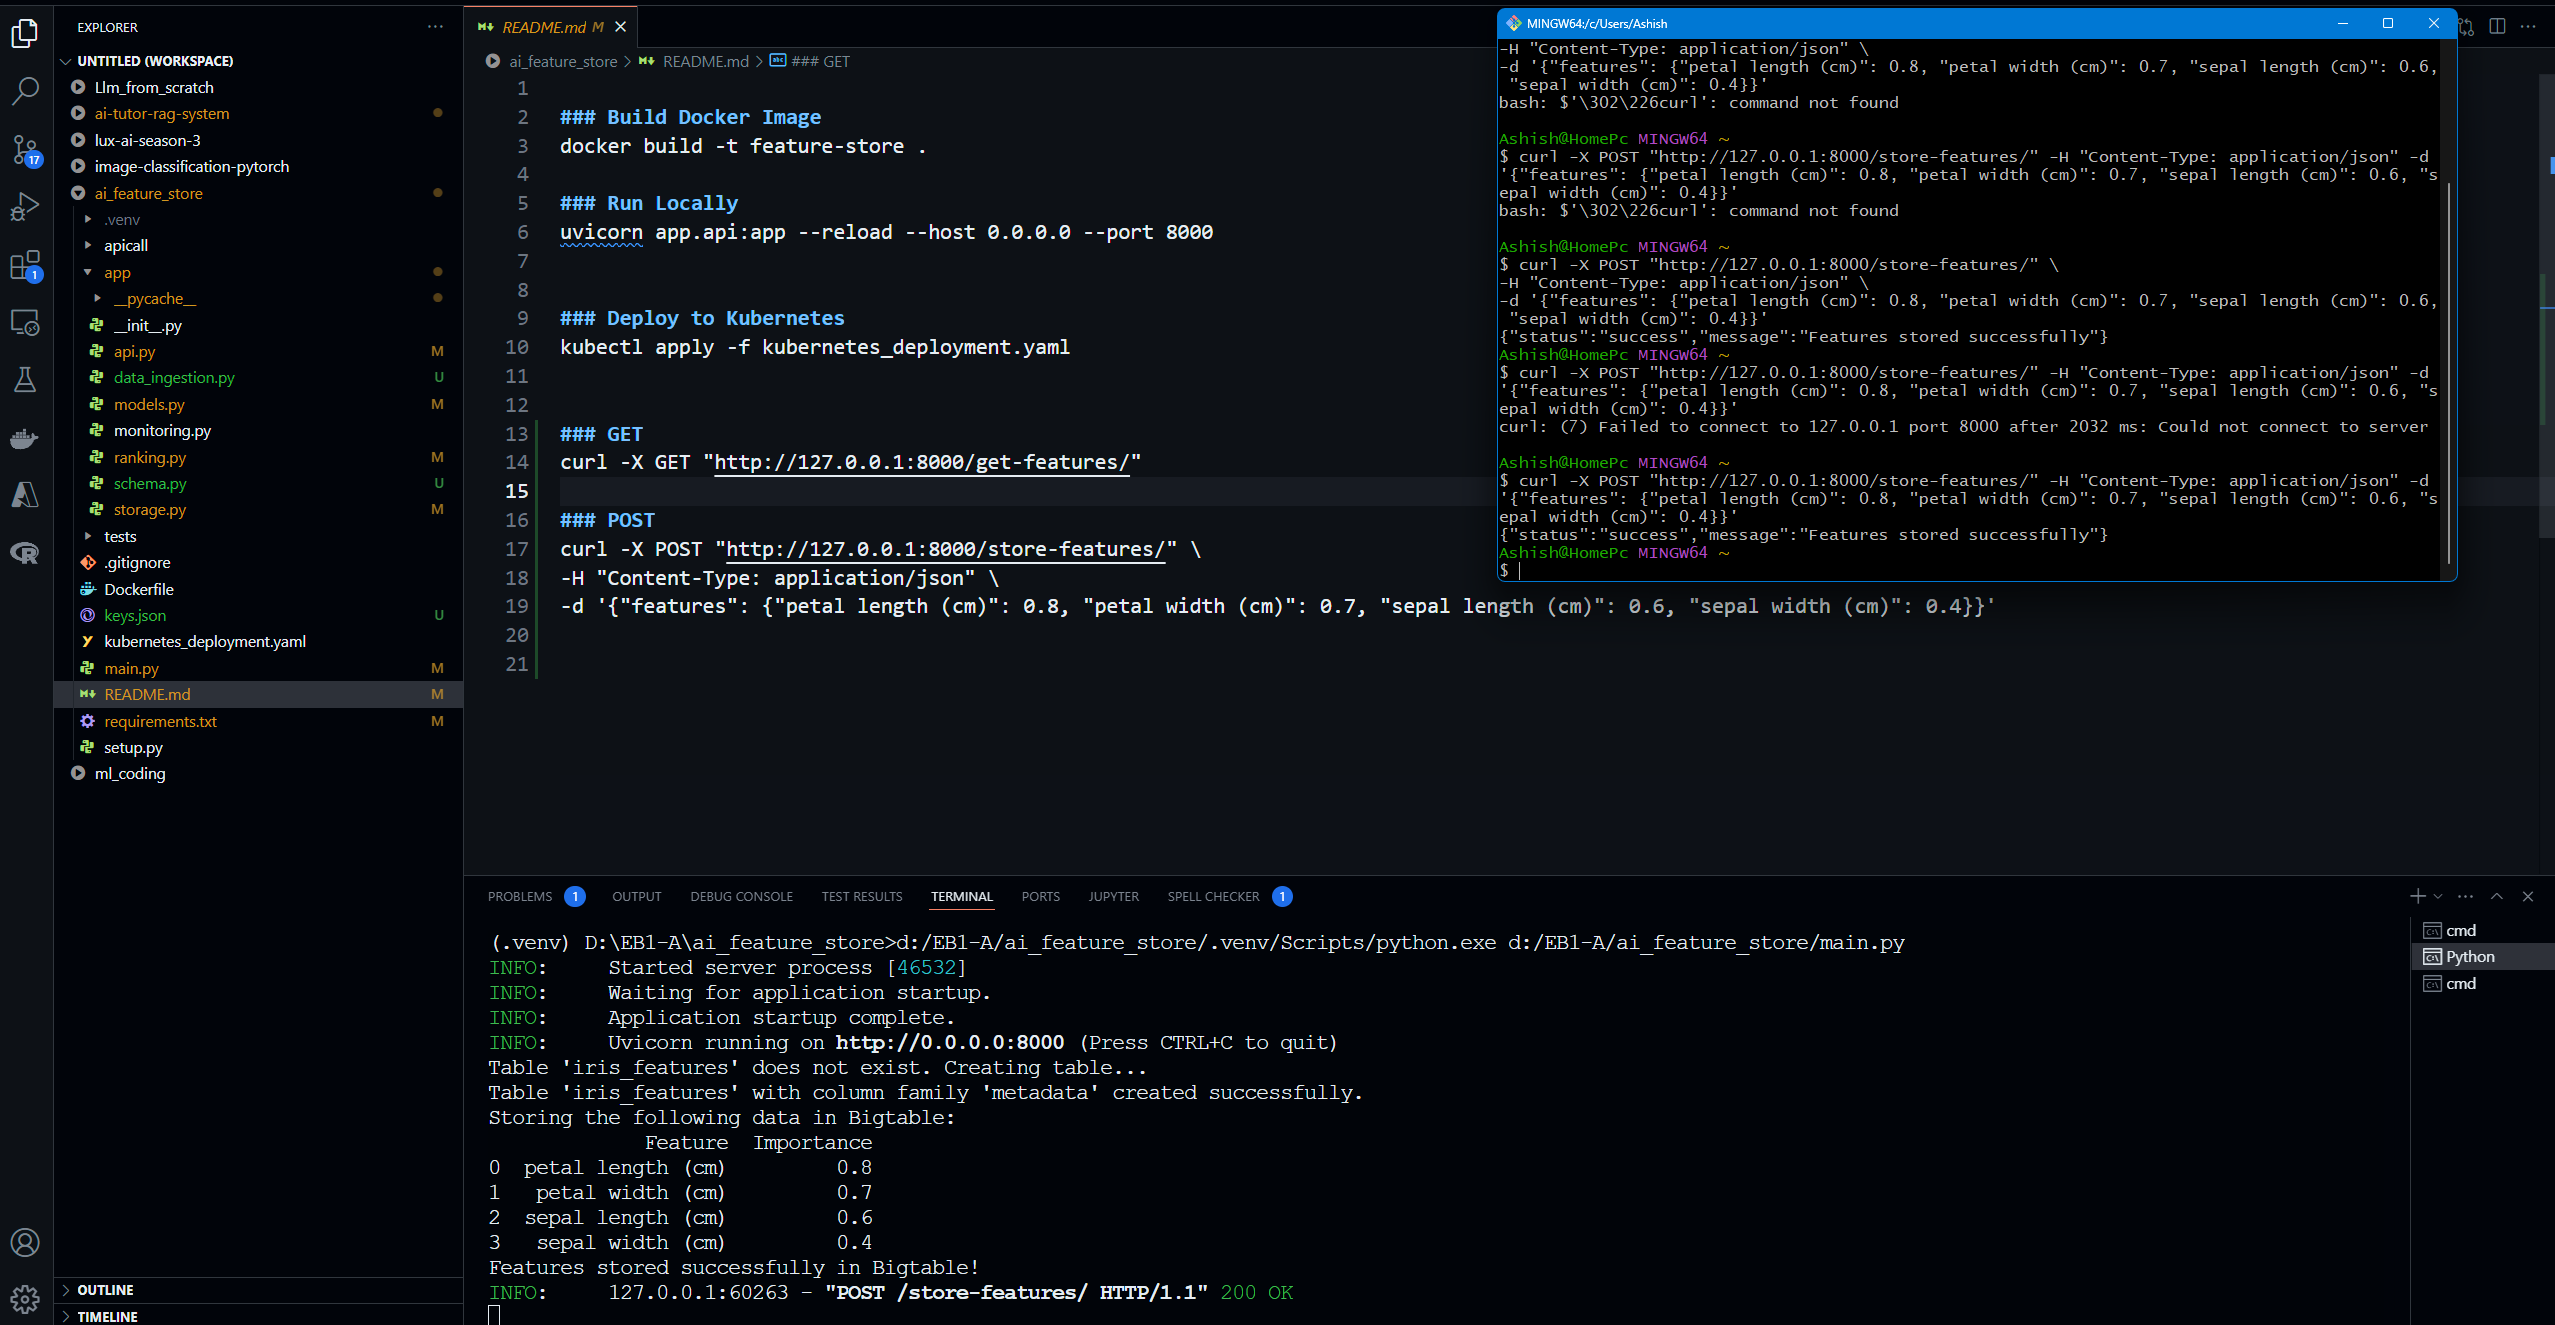 EXPLORER
UNTITLED (WORKSPACE)
Llm_from_scratch
ai-tutor-rag-system
lux-ai-season-3
image-classification-pytorch
ai_feature_store
.venv
apicall
app
__pycache__
__init__.py
api.py M
data_ingestion.py U
models.py M
monitoring.py
ranking.py M
schema.py U
storage.py M
tests
.gitignore
Dockerfile
keys.json U
kubernetes_deployment.yaml
main.py M
README.md M
requirements.txt M
setup.py
ml_coding
OUTLINE
TIMELINE
17
1
README.md M
ai_feature_store > README.md > ### GET
1
2 ### Build Docker Image
3 docker build -t feature-store .
4
5 ### Run Locally
6 uvicorn app.api:app --reload --host 0.0.0.0 --port 8000
7
8
9 ### Deploy to Kubernetes
10 kubectl apply -f kubernetes_deployment.yaml
11
12
13 ### GET
14 curl -X GET "http://127.0.0.1:8000/get-features/"
15
16 ### POST
17 curl -X POST "http://127.0.0.1:8000/store-features/" \
18 -H "Content-Type: application/json" \
19 -d '{"features": {"petal length (cm)": 0.8, "petal width (cm)": 0.7, "sepal length (cm)": 0.6, "sepal width (cm)": 0.4}}'
20
21
MINGW64:/c/Users/Ashish
-H "Content-Type: application/json" \
-d '{"features": {"petal length (cm)": 0.8, "petal width (cm)": 0.7, "sepal length (cm)": 0.6,
"sepal width (cm)": 0.4}}'
bash: $'\302\226curl': command not found
Ashish@HomePc MINGW64 ~
$ curl -X POST "http://127.0.0.1:8000/store-features/" -H "Content-Type: application/json" -d
'{"features": {"petal length (cm)": 0.8, "petal width (cm)": 0.7, "sepal length (cm)": 0.6, "s
epal width (cm)": 0.4}}'
bash: $'\302\226curl': command not found
Ashish@HomePc MINGW64 ~
$ curl -X POST "http://127.0.0.1:8000/store-features/" \
-H "Content-Type: application/json" \
-d '{"features": {"petal length (cm)": 0.8, "petal width (cm)": 0.7, "sepal length (cm)": 0.6,
"sepal width (cm)": 0.4}}'
{"status":"success","message":"Features stored successfully"}
Ashish@HomePc MINGW64 ~
$ curl -X POST "http://127.0.0.1:8000/store-features/" -H "Content-Type: application/json" -d
'{"features": {"petal length (cm)": 0.8, "petal width (cm)": 0.7, "sepal length (cm)": 0.6, "s
epal width (cm)": 0.4}}'
curl: (7) Failed to connect to 127.0.0.1 port 8000 after 2032 ms: Could not connect to server
Ashish@HomePc MINGW64 ~
$ curl -X POST "http://127.0.0.1:8000/store-features/" -H "Content-Type: application/json" -d
'{"features": {"petal length (cm)": 0.8, "petal width (cm)": 0.7, "sepal length (cm)": 0.6, "s
epal width (cm)": 0.4}}'
{"status":"success","message":"Features stored successfully"}
Ashish@HomePc MINGW64 ~
$
PROBLEMS 1 OUTPUT DEBUG CONSOLE TEST RESULTS TERMINAL PORTS JUPYTER SPELL CHECKER 1
(.venv) D:\EB1-A\ai_feature_store>d:/EB1-A/ai_feature_store/.venv/Scripts/python.exe d:/EB1-A/ai_feature_store/main.py
INFO: Started server process [46532]
INFO: Waiting for application startup.
INFO: Application startup complete.
INFO: Uvicorn running on http://0.0.0.0:8000 (Press CTRL+C to quit)
Table 'iris_features' does not exist. Creating table...
Table 'iris_features' with column family 'metadata' created successfully.
Storing the following data in Bigtable:
Feature Importance
0 petal length (cm) 0.8
1 petal width (cm) 0.7
2 sepal length (cm) 0.6
3 sepal width (cm) 0.4
Features stored successfully in Bigtable!
INFO: 127.0.0.1:60263 - "POST /store-features/ HTTP/1.1" 200 OK
cmd
Python
cmd